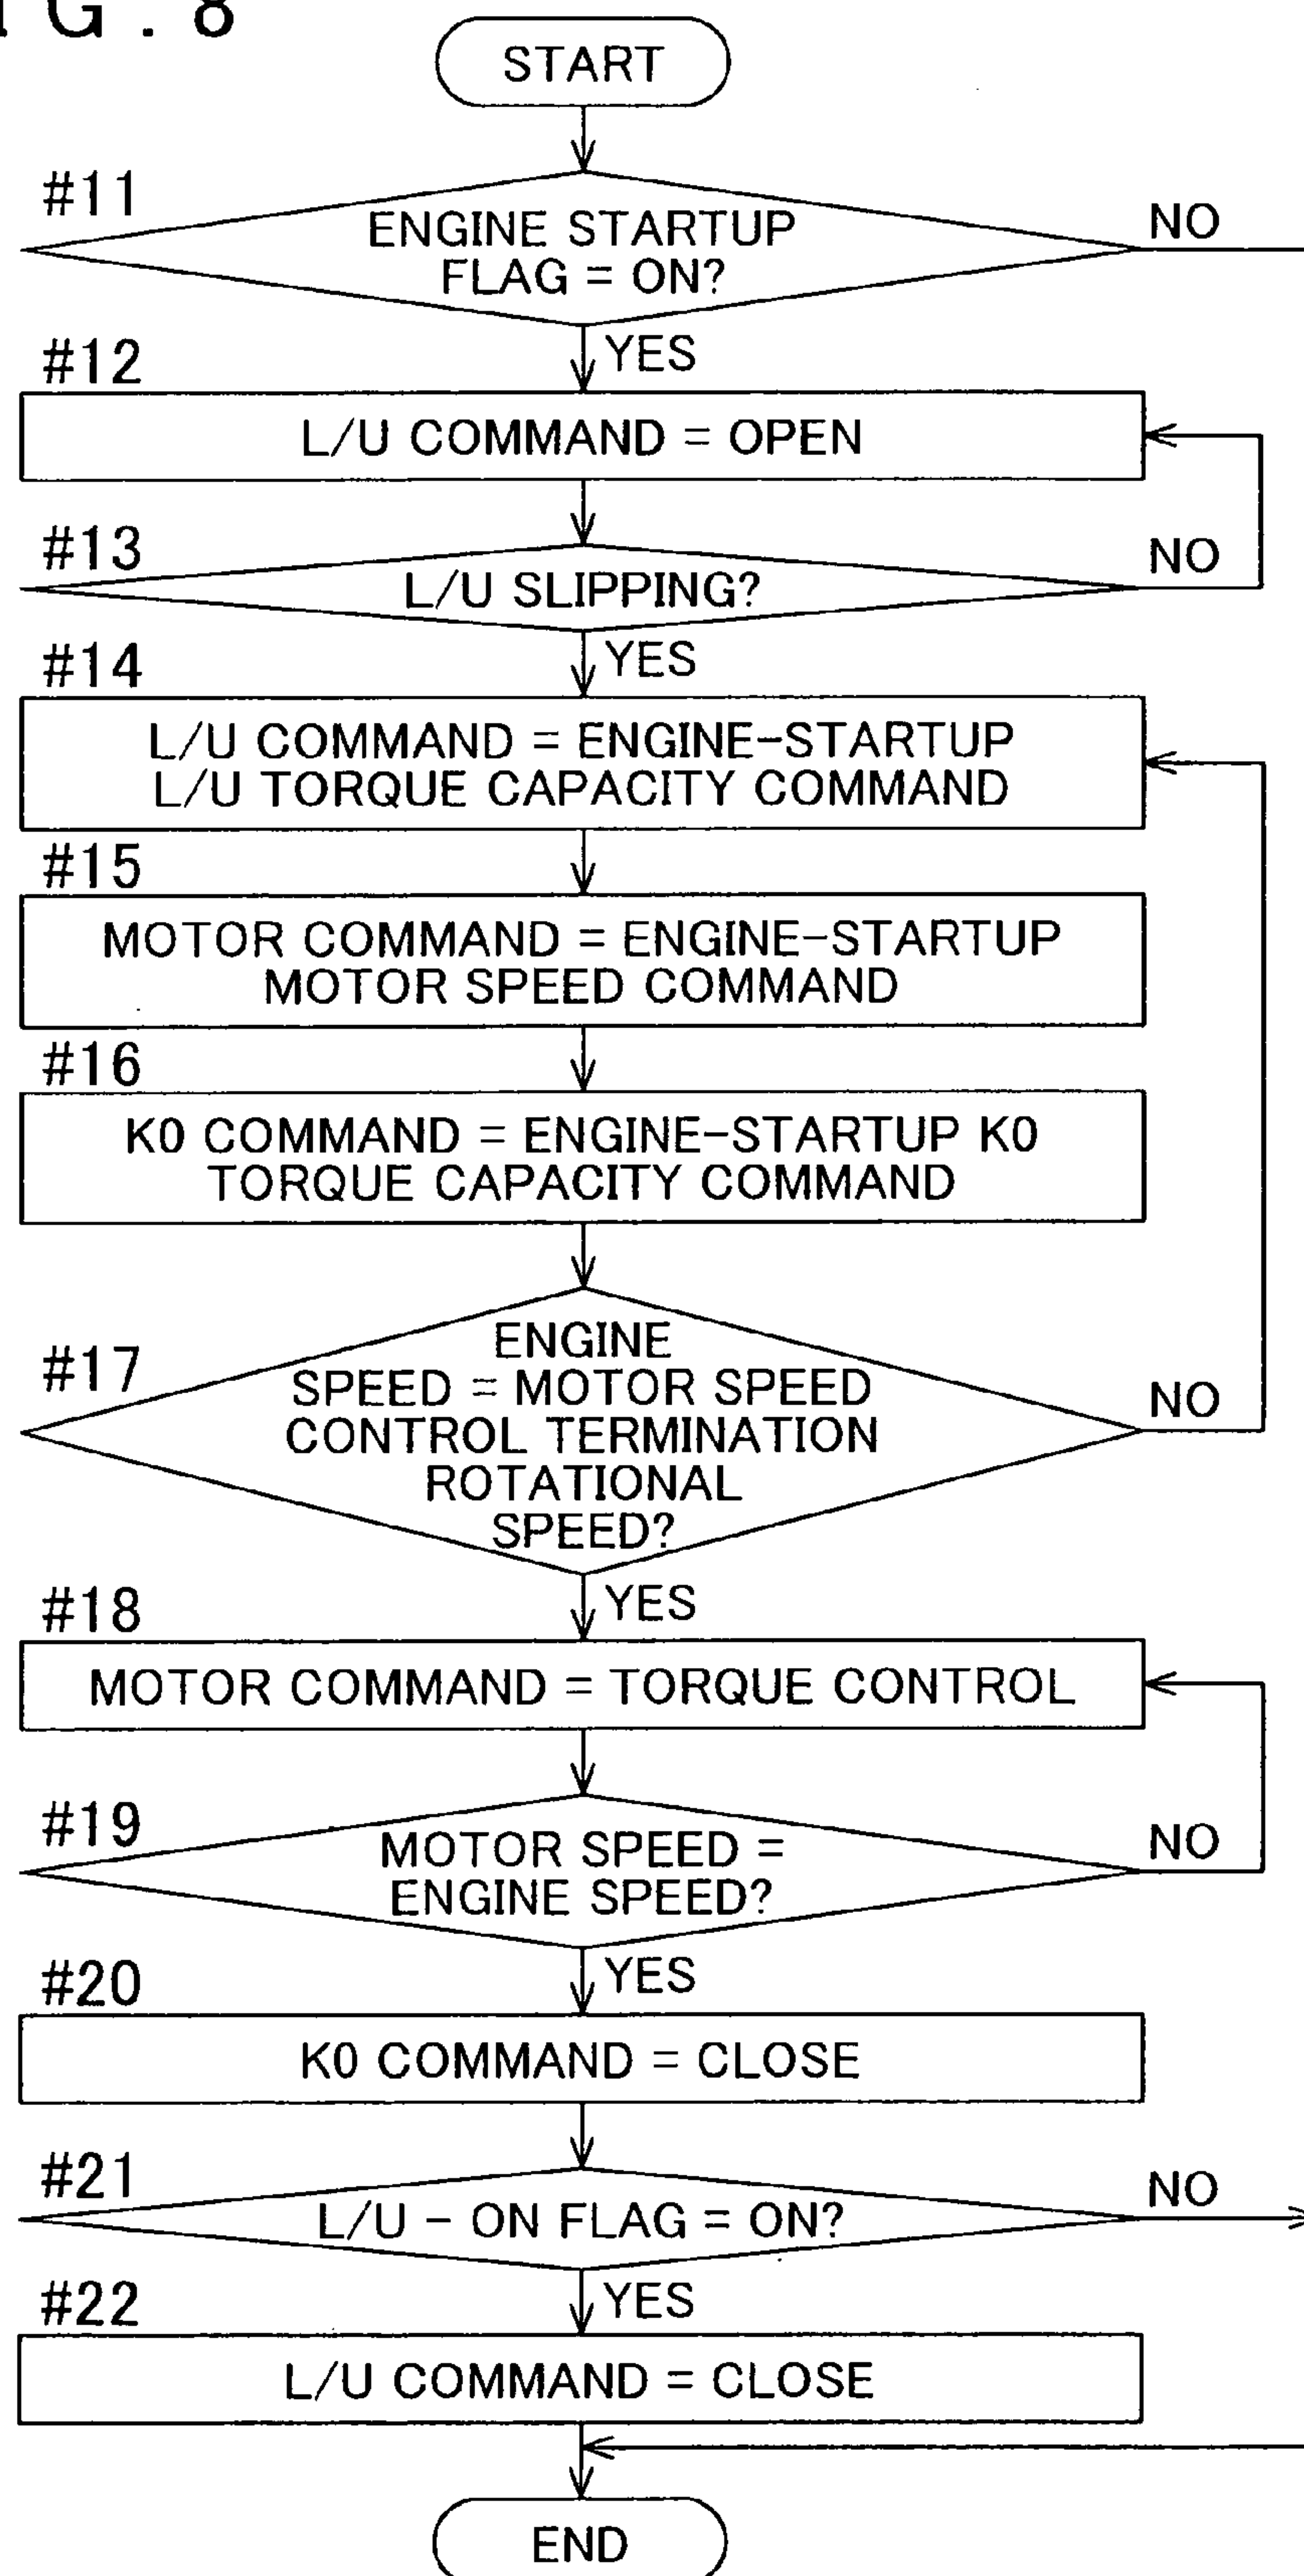 IG.8
START
#11
ENGINE STARTUP
FLAG = ON?
NO
YES
#12
L/U COMMAND = OPEN
#13
L/U SLIPPING?
NO
YES
#14
L/U COMMAND = ENGINE-STARTUP
L/U TORQUE CAPACITY COMMAND
#15
MOTOR COMMAND = ENGINE-STARTUP
MOTOR SPEED COMMAND
#16
K0 COMMAND = ENGINE-STARTUP K0
TORQUE CAPACITY COMMAND
#17
ENGINE
SPEED = MOTOR SPEED
CONTROL TERMINATION
ROTATIONAL
SPEED?
NO
YES
#18
MOTOR COMMAND = TORQUE CONTROL
#19
MOTOR SPEED =
ENGINE SPEED?
NO
YES
#20
K0 COMMAND = CLOSE
#21
L/U - ON FLAG = ON?
NO
YES
#22
L/U COMMAND = CLOSE
END